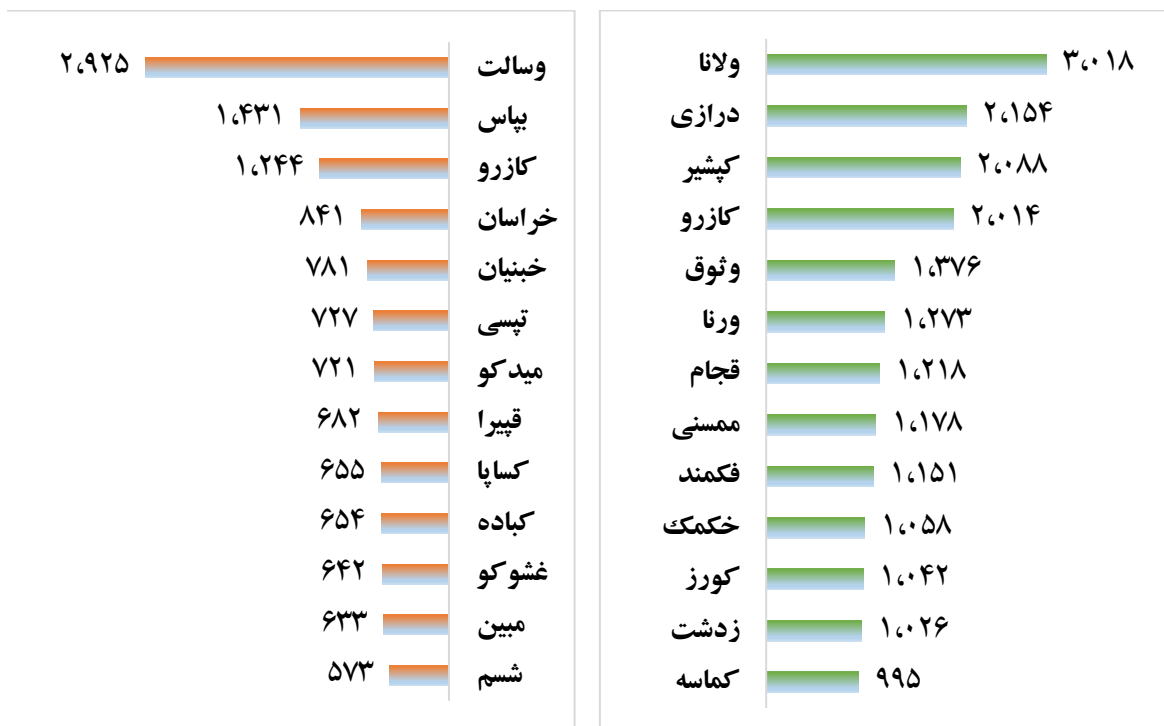 ولانا ۳،۰۱۸
درازی ۲،۱۵۴
کپشیر ۲،۰۸۸
کازرو ۲،۰۱۴
وثوق ۱،۳۷۶
ورنا ۱،۲۷۳
قجام ۱،۲۱۸
ممسنی ۱،۱۷۸
فکمند ۱،۱۵۱
خکمک ۱،۰۵۸
کورز ۱،۰۴۲
زدشت ۱،۰۲۶
کماسه ۹۹۵
وسالت ۲،۹۲۵
بپاس ۱،۴۳۱
کازرو ۱،۲۴۴
خراسان ۸۴۱
خبنیان ۷۸۱
تپسی ۷۲۷
میدکو ۷۲۱
قپیرا ۶۸۲
کساپا ۶۵۵
کباده ۶۵۴
غشوکو ۶۴۲
مبین ۶۳۳
شسم ۵۷۳